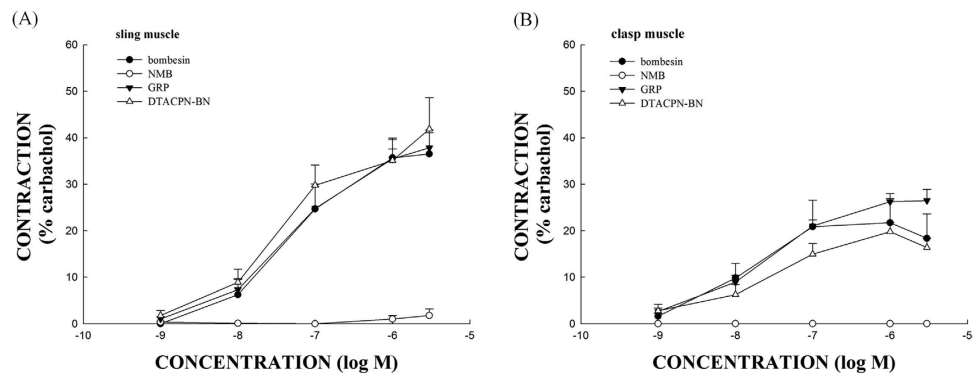 (A)
sling muscle
bombesin
NMB
GRP
DTACPN-BN
60
50
40
30
20
10
0
CONTRACTION
(% carbachol)
-10
-9
-8
-7
-6
-5
CONCENTRATION (log M)
(B)
clasp muscle
bombesin
NMB
GRP
DTACPN-BN
60
50
40
30
20
10
0
CONTRACTION
(% carbachol)
-10
-9
-8
-7
-6
-5
CONCENTRATION (log M)